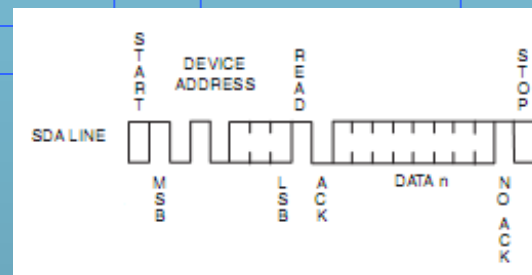 START
DEVICE
ADDRESS
READ
STOP
SDA LINE
MSB
LSB
ACK
DATA n
NO ACK